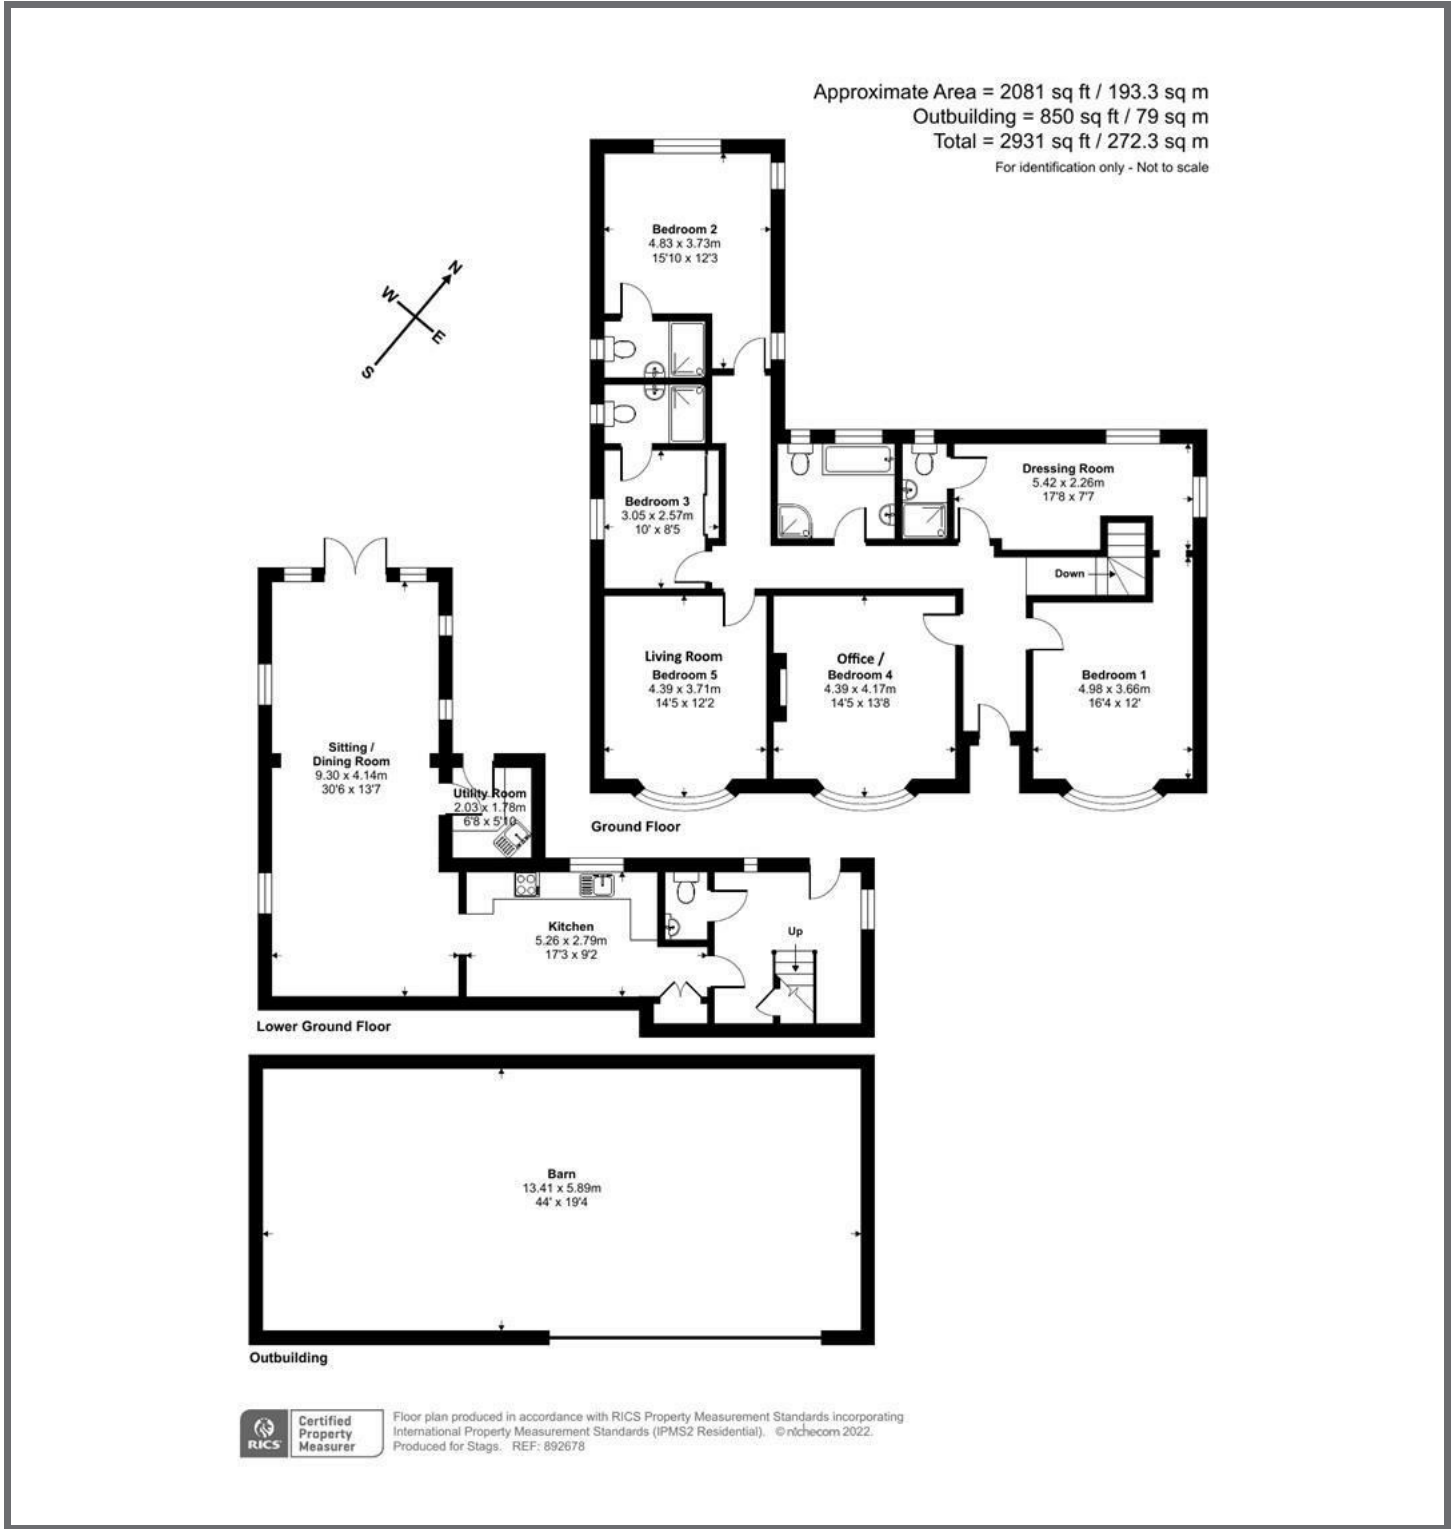 Approximate Area = 2081 sq ft / 193.3 sq m
Outbuilding = 850 sq ft / 79 sq m
Total = 2931 sq ft / 272.3 sq m
For identification only - Not to scale
Bedroom 2
4.83 x 3.73m
15'10 x 12'3
N
W
E
S
Dressing Room
5.42 x 2.26m
17'8 x 7'7
Bedroom 3
3.05 x 2.57m
10' x 8'5
Down
Living Room
Bedroom 5
4.39 x 3.71m
14'5 x 12'2
Office /
Bedroom 4
4.39 x 4.17m
14'5 x 13'8
Bedroom 1
4.98 x 3.66m
16'4 x 12'
Ground Floor
Sitting /
Dining Room
9.30 x 4.14m
30'6 x 13'7
Utility Room
2.03 x 1.78m
6'8 x 5'10
Kitchen
5.26 x 2.79m
17'3 x 9'2
Up
Lower Ground Floor
Barn
13.41 x 5.89m
44' x 19'4
Outbuilding
RICS
Certified
Property
Measurer
Floor plan produced in accordance with RICS Property Measurement Standards incorporating
International Property Measurement Standards (IPMS2 Residential). © nichecom 2022.
Produced for Stags. REF: 892678